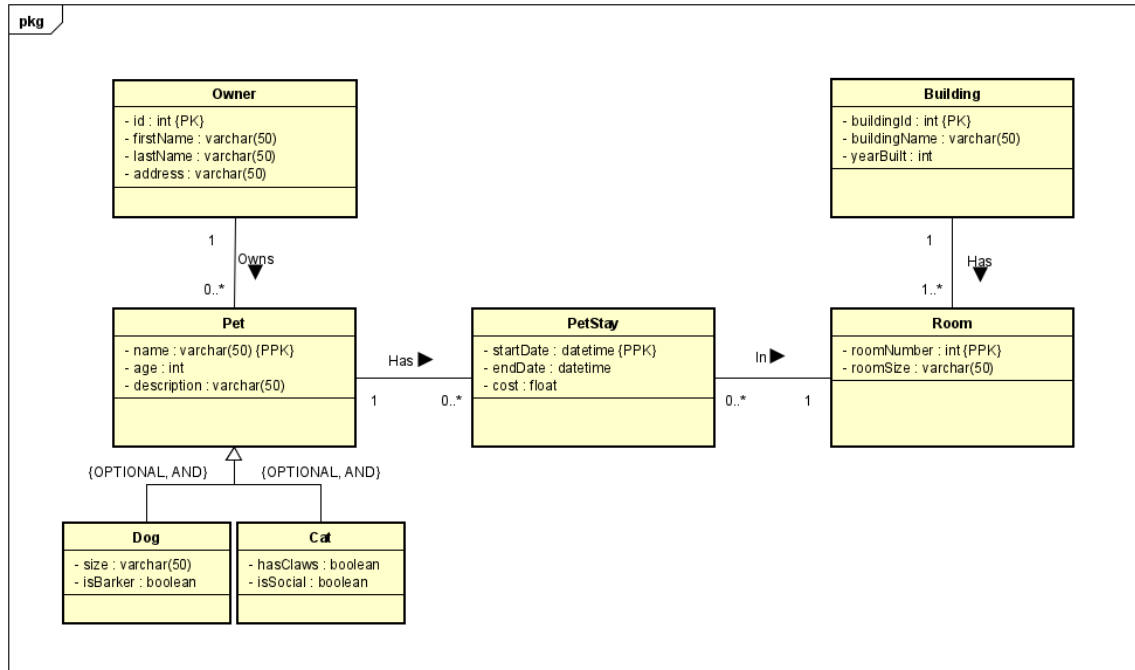 pkg
Owner
- id : int {PK}
- firstName : varchar(50)
- lastName : varchar(50)
- address : varchar(50)
Building
- buildingId : int {PK}
- buildingName : varchar(50)
- yearBuilt : int
1
Owns
0..*
1
Has
1..*
Pet
- name : varchar(50) {PPK}
- age : int
- description : varchar(50)
Has
1
0..*
PetStay
- startDate : datetime {PPK}
- endDate : datetime
- cost : float
In
0..*
1
Room
- roomNumber : int {PPK}
- roomSize : varchar(50)
{OPTIONAL, AND}
{OPTIONAL, AND}
Dog
- size : varchar(50)
- isBarker : boolean
Cat
- hasClaws : boolean
- isSocial : boolean